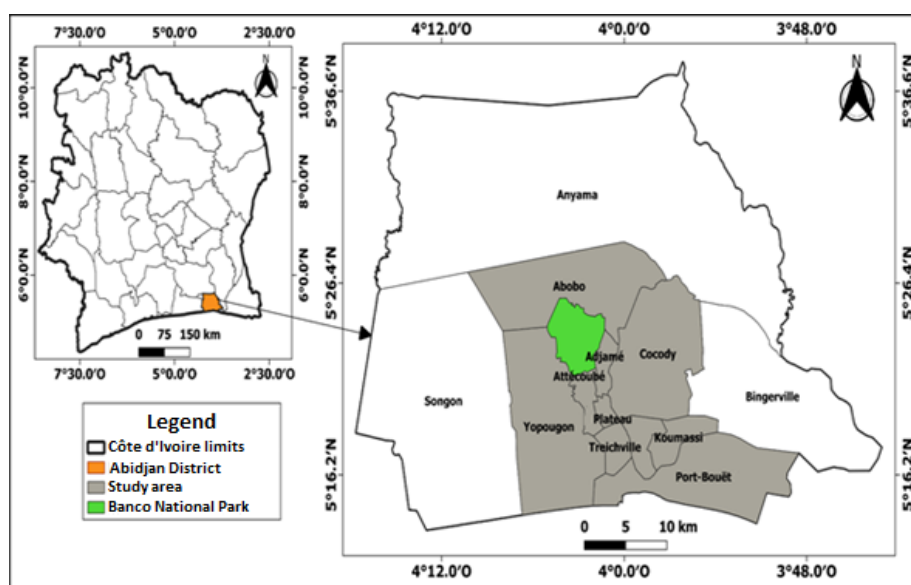 7°30.0' 5°0.0' 2°30.0'
N
10°0.0'N
8°0.0'N
6°0.0'N
10°0.0'N
8°0.0'N
6°0.0'N
0 75 150 km
7°30.0' 5°0.0' 2°30.0'
Legend
Côte d'Ivoire limits
Abidjan District
Study area
Banco National Park
4°12.0' 4°0.0' 3°48.0'
N
5°36.6'N
5°26.4'N
5°16.2'N
5°36.6'N
5°26.4'N
5°16.2'N
Anyama
Abobo
Adjamé
Cocody
Attécoubé
Songon
Bingerville
Plateau
Yopougon
Koumassi
Treichville
Port-Bouët
0 5 10 km
4°12.0' 4°0.0' 3°48.0'